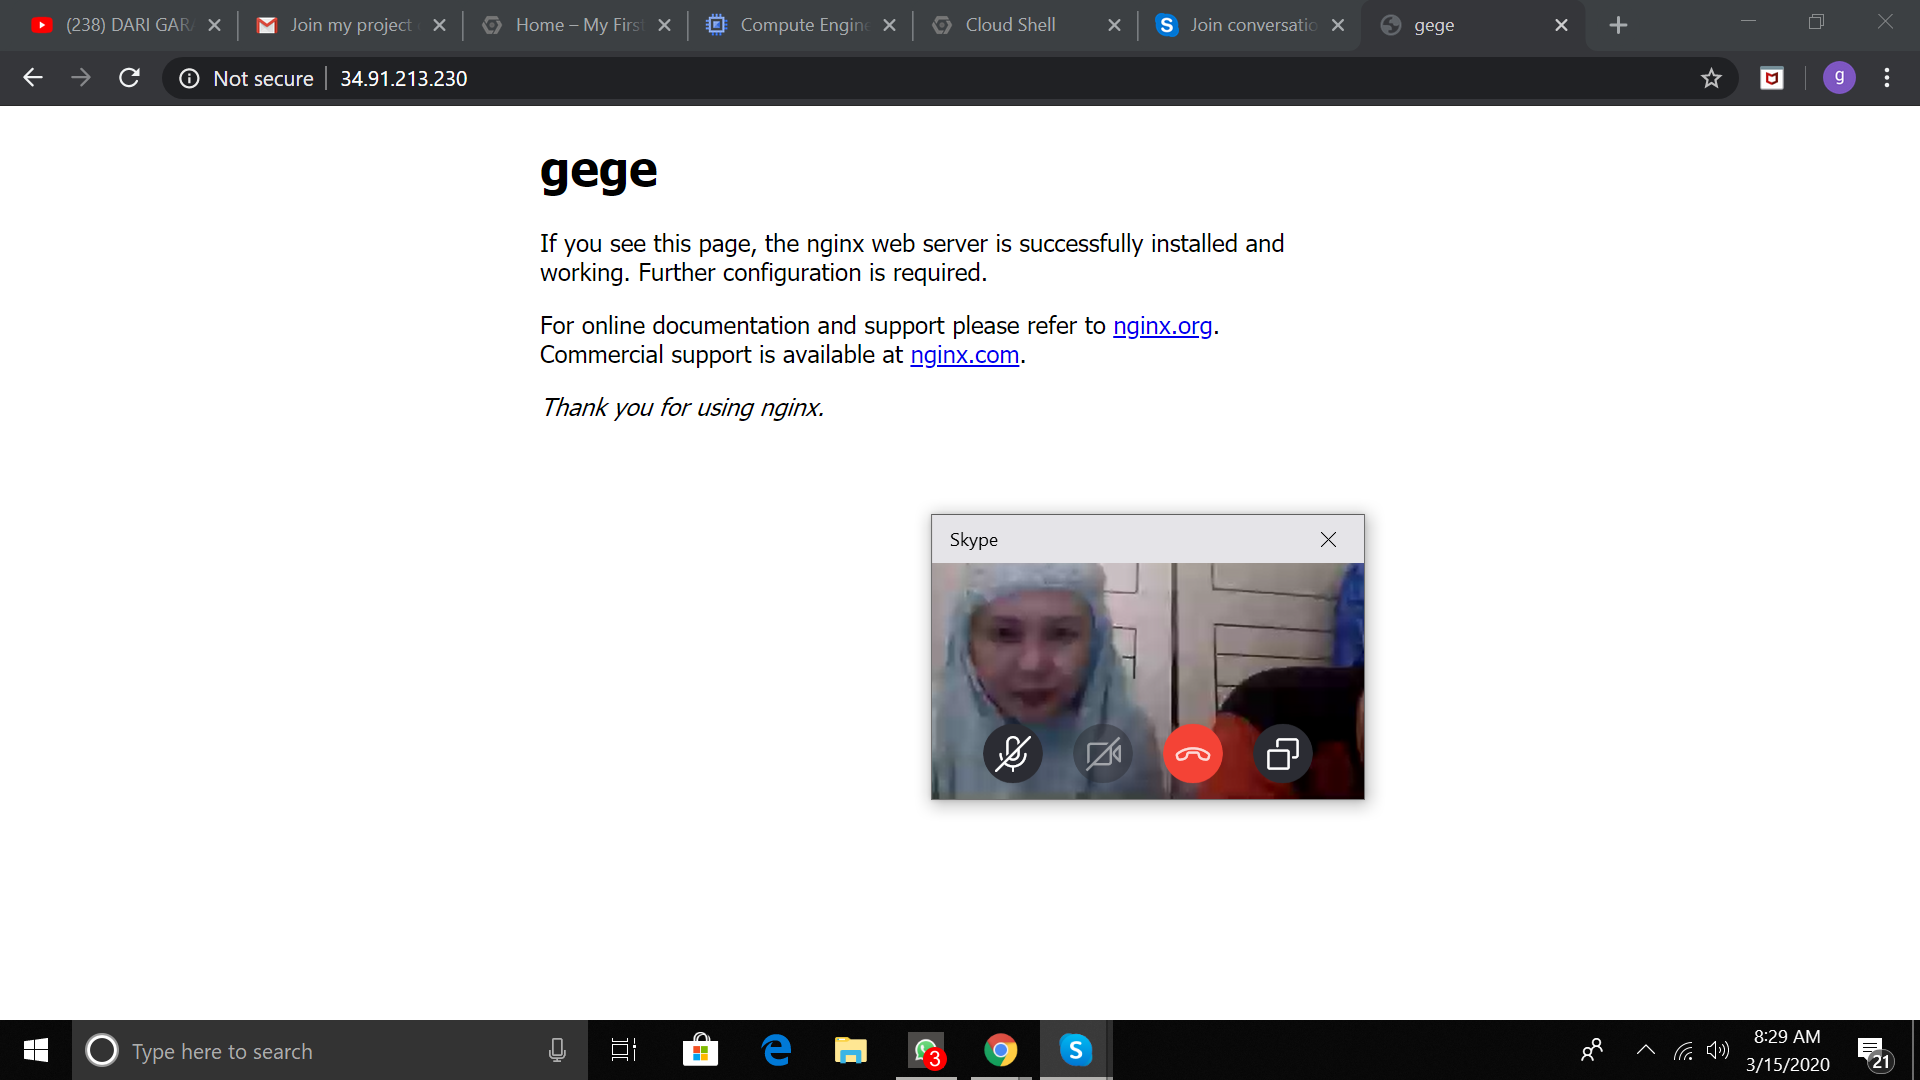 (238) DARI GAR
Join my project
Home – My First
Compute Engine
Cloud Shell
Join conversatio
gege
Not secure
34.91.213.230
g
gege
If you see this page, the nginx web server is successfully installed and
working. Further configuration is required.
For online documentation and support please refer to nginx.org.
Commercial support is available at nginx.com.
Thank you for using nginx.
Skype
Type here to search
3
8:29 AM
3/15/2020
21